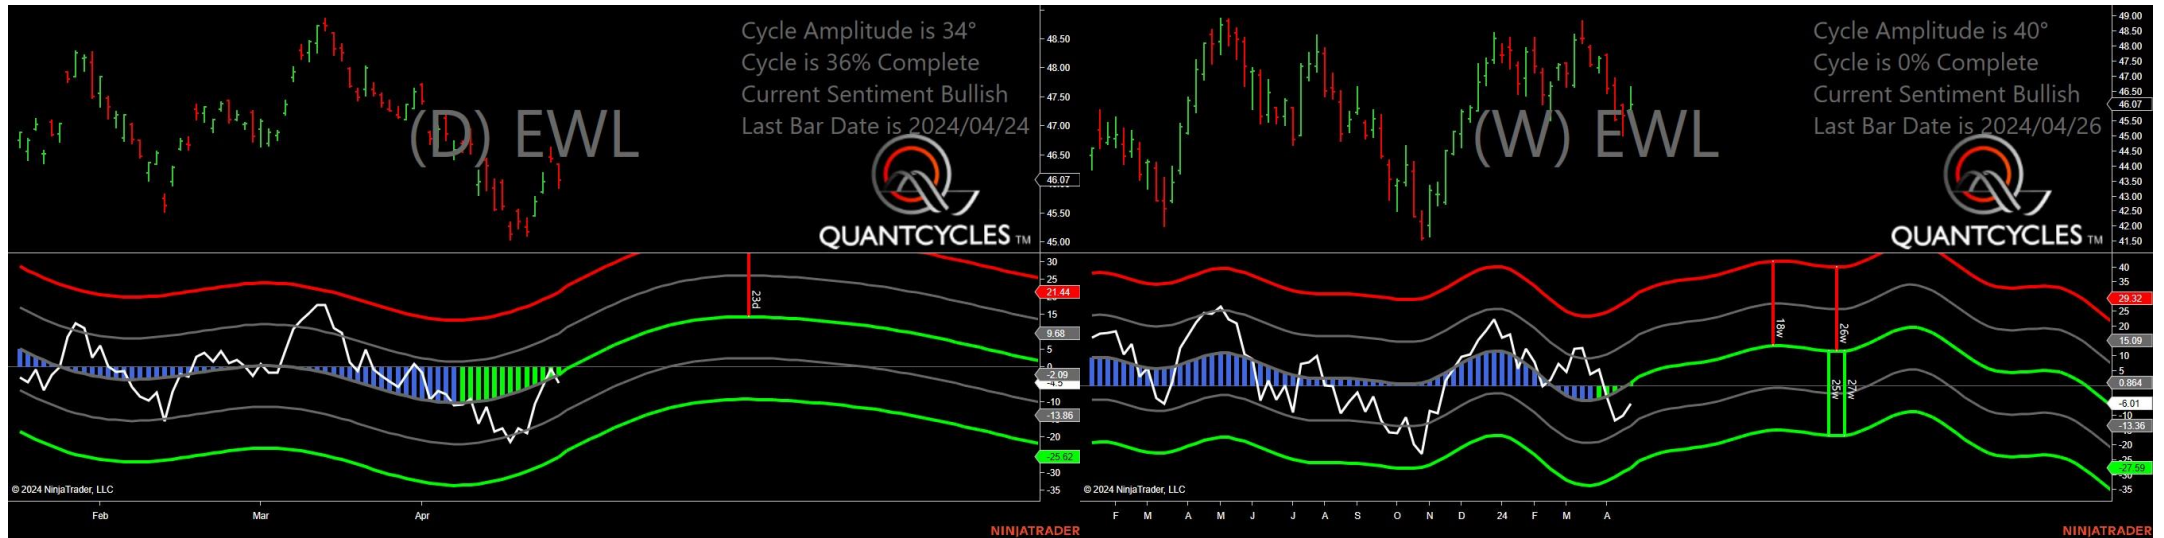 Cycle Amplitude is 34°
Cycle is 36% Complete
Current Sentiment Bullish
Last Bar Date is 2024/04/24
(D) EWL
QUANTCYCLES TM
48.50
48.00
47.50
47.00
46.50
46.07
45.50
45.00
30
25
21.44
15
9.68
5
0
-2.09
-4.5
-10
-13.86
-20
-25.62
-30
-35
23d
© 2024 NinjaTrader, LLC
Feb Mar Apr
NINJATRADER
Cycle Amplitude is 40°
Cycle is 0% Complete
Current Sentiment Bullish
Last Bar Date is 2024/04/26
(W) EWL
QUANTCYCLES TM
49.00
48.50
48.00
47.50
47.00
46.50
46.07
45.50
45.00
44.50
44.00
43.50
43.00
42.50
42.00
41.50
40
35
29.32
25
20
15.09
10
5
0.864
-6.01
-10
-13.36
-20
-25
-27.59
-35
18w
26w
25w
27w
© 2024 NinjaTrader, LLC
F M A M J J A S O N D 24 F M A
NINJATRADER